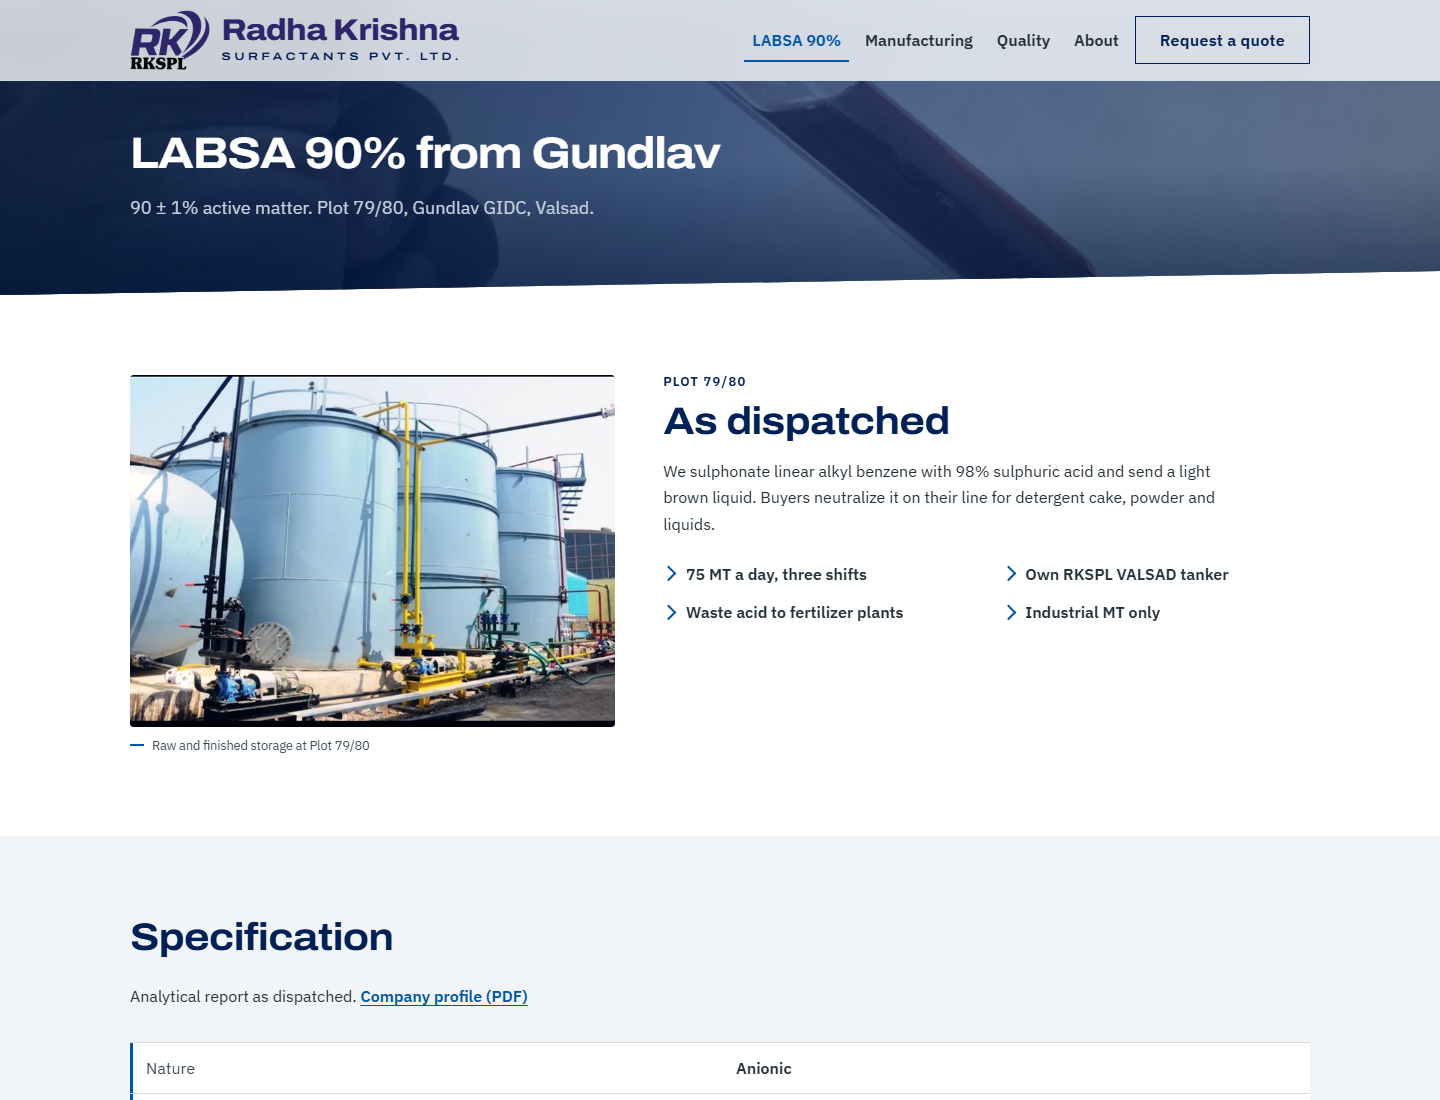 RK
RKSPL
Radha Krishna
SURFACTANTS PVT. LTD.
LABSA 90%
Manufacturing
Quality
About
Request a quote
LABSA 90% from Gundlav
90 ± 1% active matter. Plot 79/80, Gundlav GIDC, Valsad.
PLOT 79/80
As dispatched
We sulphonate linear alkyl benzene with 98% sulphuric acid and send a light
brown liquid. Buyers neutralize it on their line for detergent cake, powder and
liquids.
75 MT a day, three shifts
Own RKSPL VALSAD tanker
Waste acid to fertilizer plants
Industrial MT only
Raw and finished storage at Plot 79/80
Specification
Analytical report as dispatched. Company profile (PDF)
Nature
Anionic